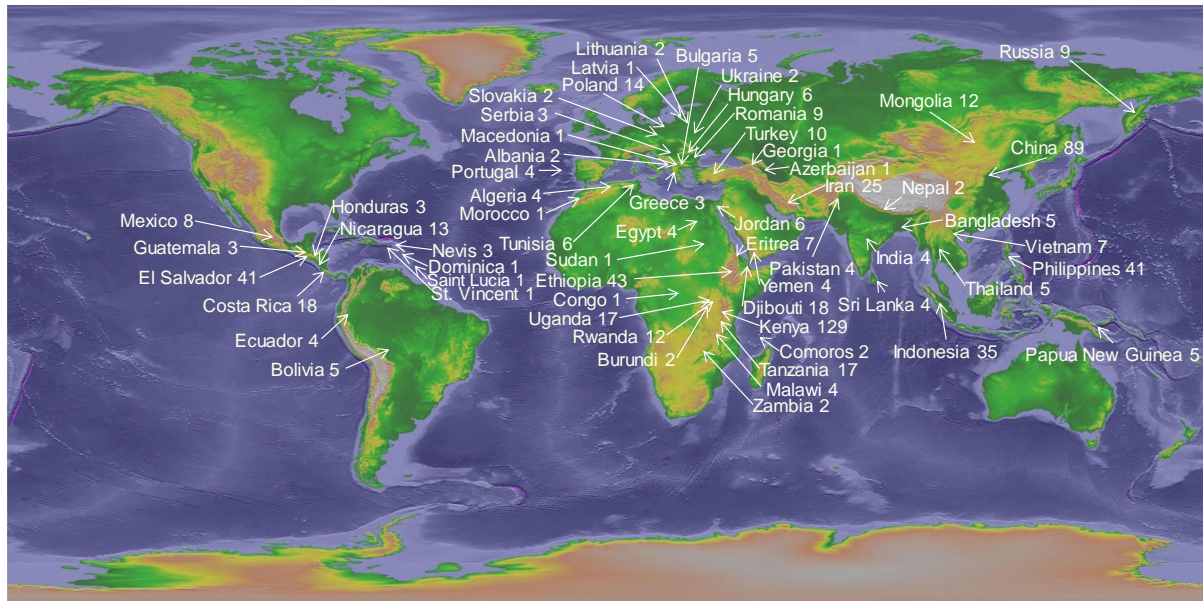 Lithuania 2
Bulgaria 5
Russia 9
Latvia 1
Ukraine 2
Poland 14
Hungary 6
Slovakia 2
Romania 9
Mongolia 12
Serbia 3
Turkey 10
Macedonia 1
Georgia 1
China 89
Albania 2
Azerbaijan 1
Portugal 4
Iran 25
Nepal 2
Algeria 4
Greece 3
Morocco 1
Honduras 3
Mexico 8
Nicaragua 13
Jordan 6
Bangladesh 5
Egypt 4
Guatemala 3
Nevis 3
Tunisia 6
Eritrea 7
Vietnam 7
Sudan 1
India 4
Dominica 1
El Salvador 41
Saint Lucia 1
Ethiopia 43
Pakistan 4
Philippines 41
St. Vincent 1
Yemen 4
Thailand 5
Costa Rica 18
Congo 1
Djibouti 18
Sri Lanka 4
Uganda 17
Kenya 129
Ecuador 4
Rwanda 12
Comoros 2
Indonesia 35
Papua New Guinea 5
Bolivia 5
Burundi 2
Tanzania 17
Malawi 4
Zambia 2